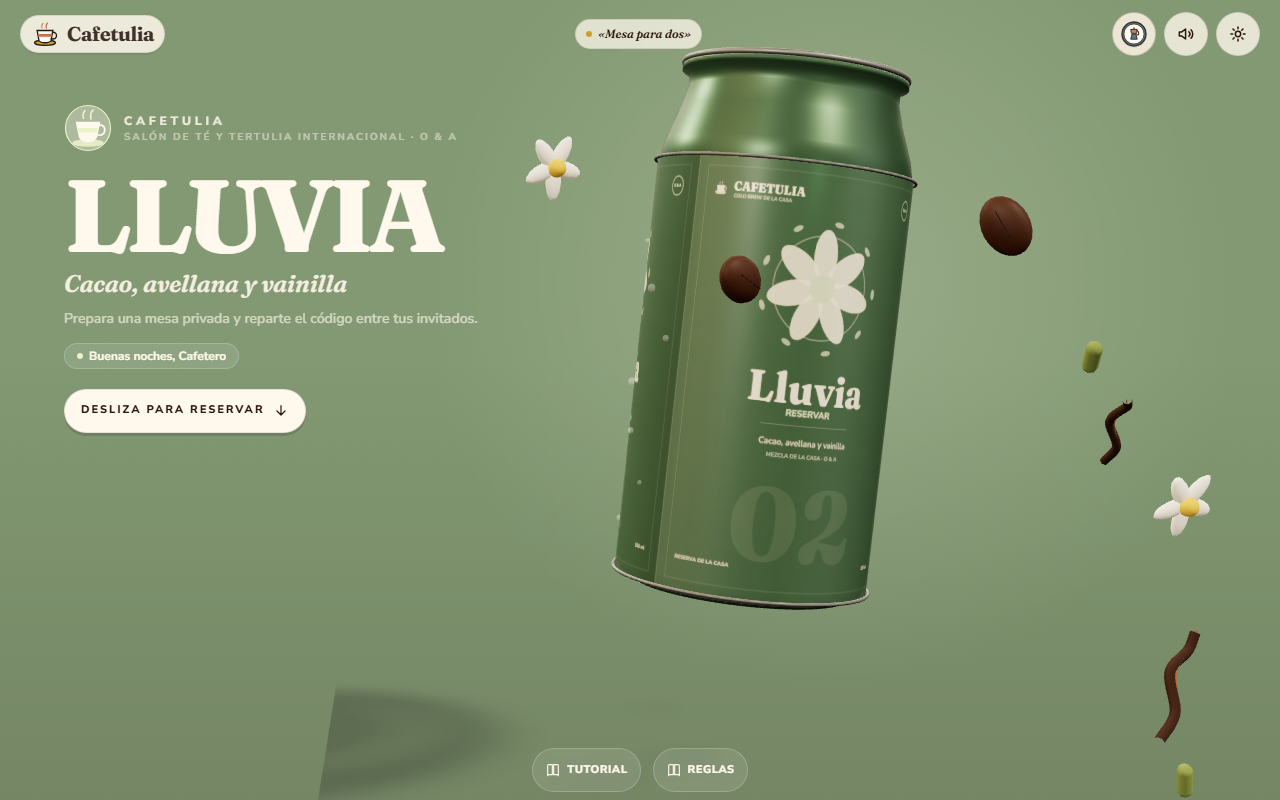 Cafetulia
«Mesa para dos»
CAFETULIA
SALÓN DE TÉ Y TERTULIA INTERNACIONAL · O & A
LLUVIA
Cacao, avellana y vainilla
Prepara una mesa privada y reparte el código entre tus invitados.
Buenas noches, Cafetero
DESLIZA PARA RESERVAR
CAFETULIA
COLD BREW DE LA CASA
Lluvia
RESERVAR
Cacao, avellana y vainilla
MEZCLA DE LA CASA · O & A
02
RESERVA DE LA CASA
TUTORIAL
REGLAS